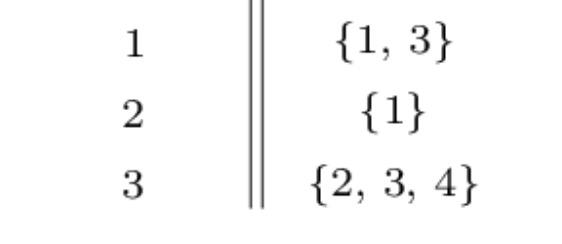 1 {1, 3}
2 {1}
3 {2, 3, 4}